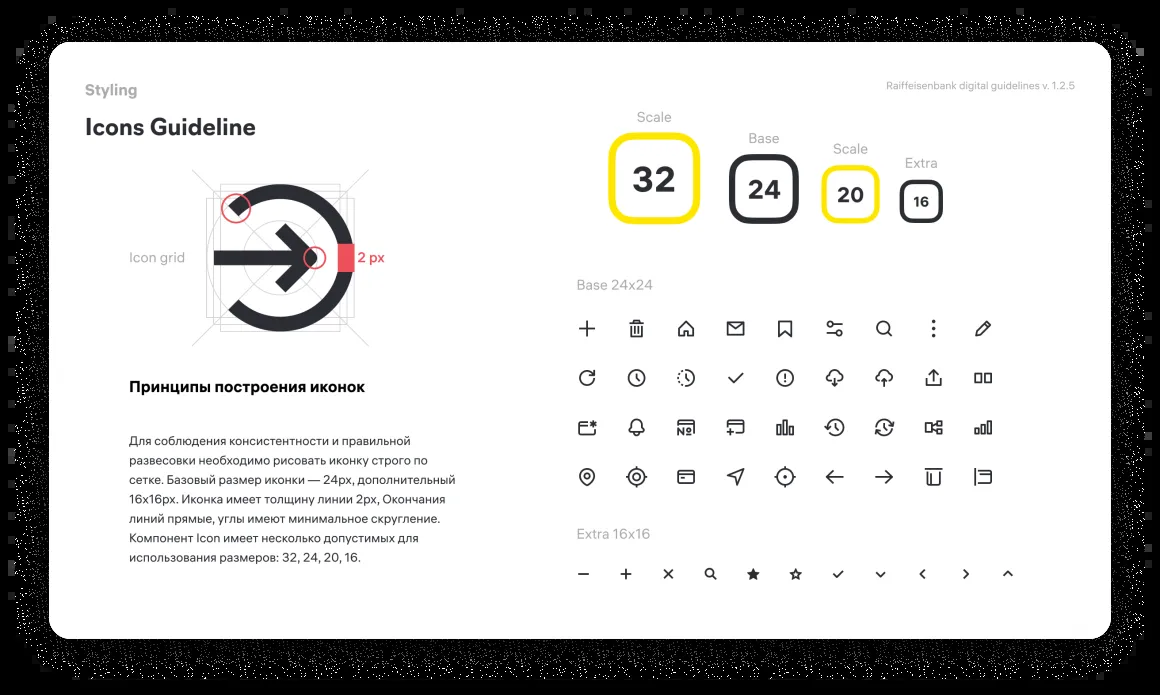 Styling
Raiffeisenbank digital guidelines v. 1.2.5
Icons Guideline
Scale
32
Base
24
Scale
20
Extra
16
Icon grid
2 px
Принципы построения иконок
Для соблюдения консистентности и правильной
развесовки необходимо рисовать иконку строго по
сетке. Базовый размер иконки — 24px, дополнительный
16x16px. Иконка имеет толщину линии 2px, Окончания
линий прямые, углы имеют минимальное скругление.
Компонент Icon имеет несколько допустимых для
использования размеров: 32, 24, 20, 16.
Base 24x24
№
Extra 16x16